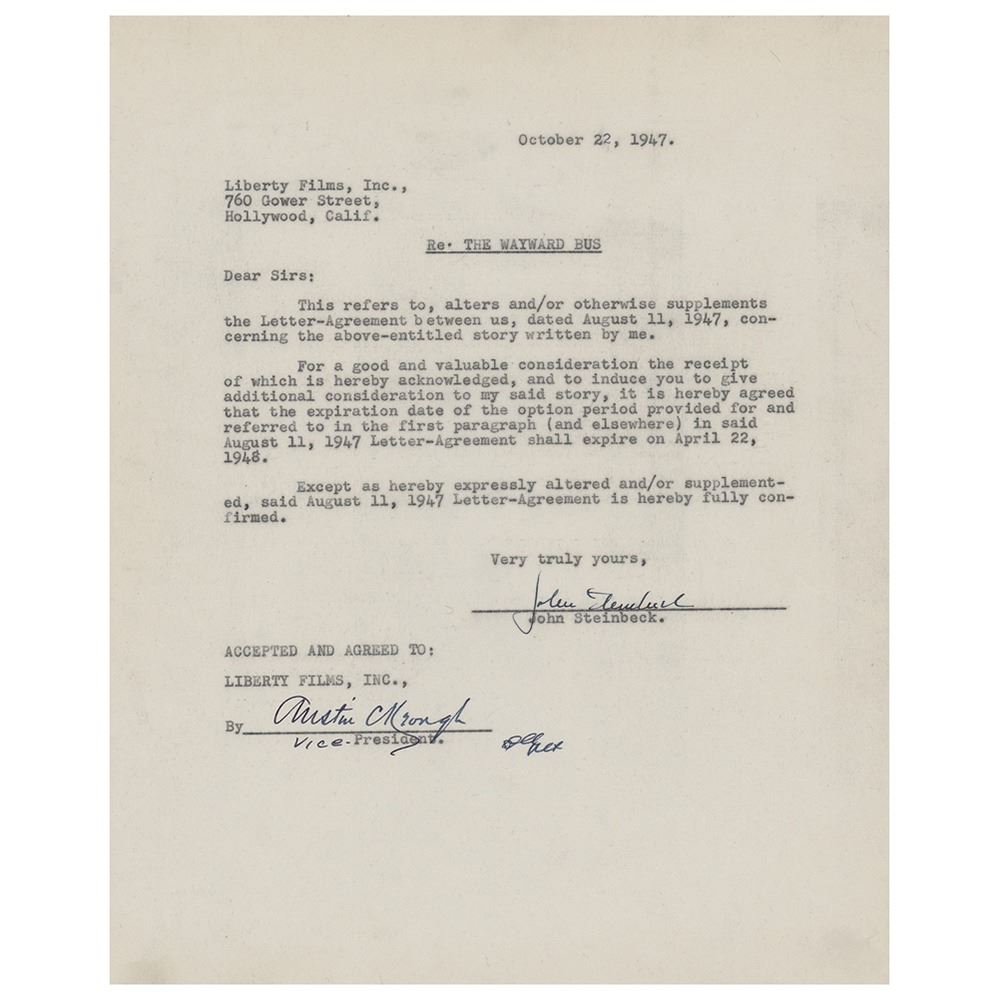 October 22, 1947.
Liberty Films, Inc.,
760 Gower Street,
Hollywood, Calif.
Re: THE WAYWARD BUS
Dear Sirs:
This refers to, alters and/or otherwise supplements
the Letter-Agreement between us, dated August 11, 1947, con-
cerning the above-entitled story written by me.
For a good and valuable consideration the receipt
of which is hereby acknowledged, and to induce you to give
additional consideration to my said story, it is hereby agreed
that the expiration date of the option period provided for and
referred to in the first paragraph (and elsewhere) in said
August 11, 1947 Letter-Agreement shall expire on April 22,
1948.
Except as hereby expressly altered and/or supplement-
ed, said August 11, 1947 Letter-Agreement is hereby fully con-
firmed.
Very truly yours,
John Steinbeck
John Steinbeck.
ACCEPTED AND AGREED TO:
LIBERTY FILMS, INC.,
By Austin C Keough
Vice-President.